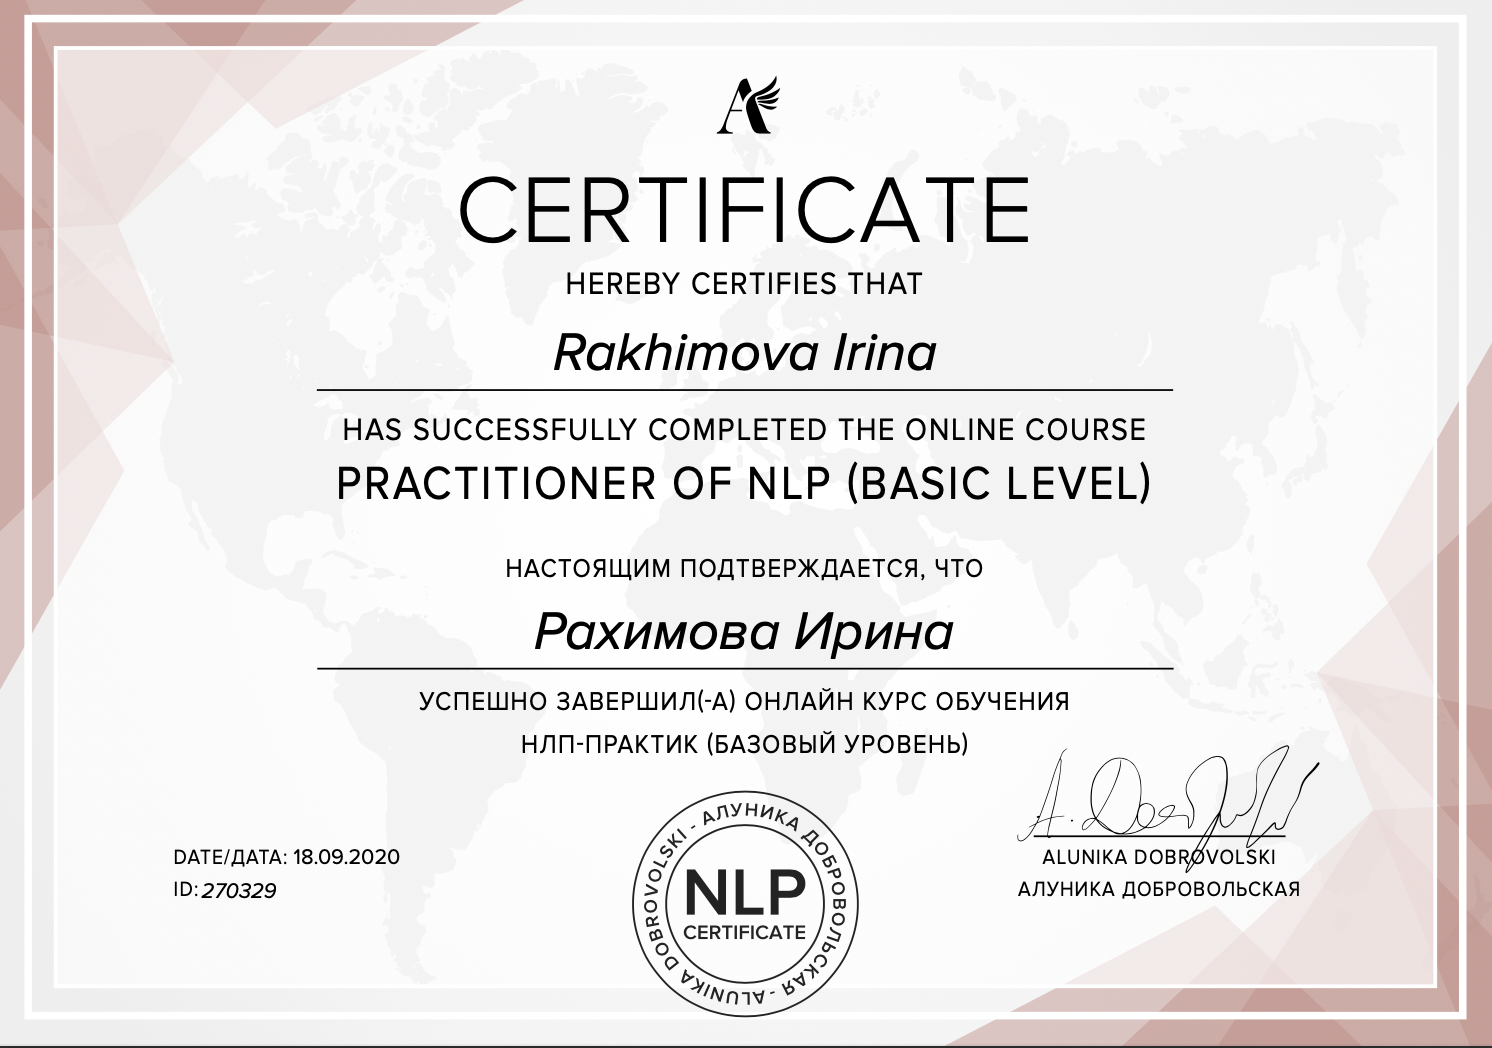 CERTIFICATE
HEREBY CERTIFIES THAT
Rakhimova Irina
HAS SUCCESSFULLY COMPLETED THE ONLINE COURSE
PRACTITIONER OF NLP (BASIC LEVEL)
НАСТОЯЩИМ ПОДТВЕРЖДАЕТСЯ, ЧТО
Рахимова Ирина
УСПЕШНО ЗАВЕРШИЛ(-А) ОНЛАЙН КУРС ОБУЧЕНИЯ
НЛП-ПРАКТИК (БАЗОВЫЙ УРОВЕНЬ)
DATE/ДАТА: 18.09.2020
ID: 270329
АЛУНИКА ДОБРОВОЛЬСКАЯ - ALUNIKA DOBROVOLSKI -
NLP
CERTIFICATE
ALUNIKA DOBROVOLSKI
АЛУНИКА ДОБРОВОЛЬСКАЯ